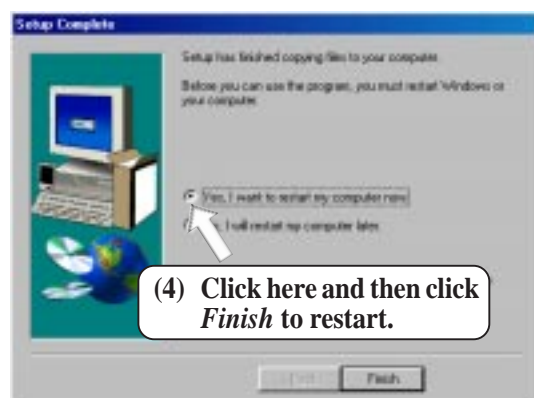 Setup Complete
Setup has finished copying files to your computer.
Before you can use the program, you must restart Windows or
your computer.
Yes, I want to restart my computer now.
I will restart my computer later.
(4) Click here and then click
Finish to restart.
Finish